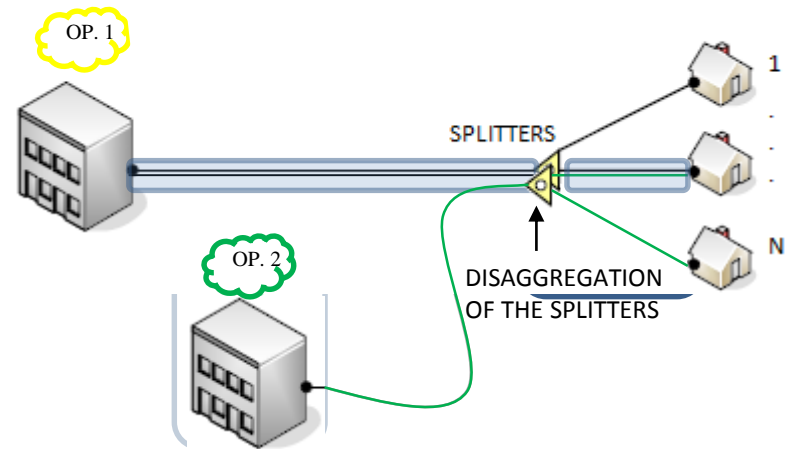 OP. 1
1
.
SPLITTERS
.
.
N
OP. 2
DISAGGREGATION
OF THE SPLITTERS